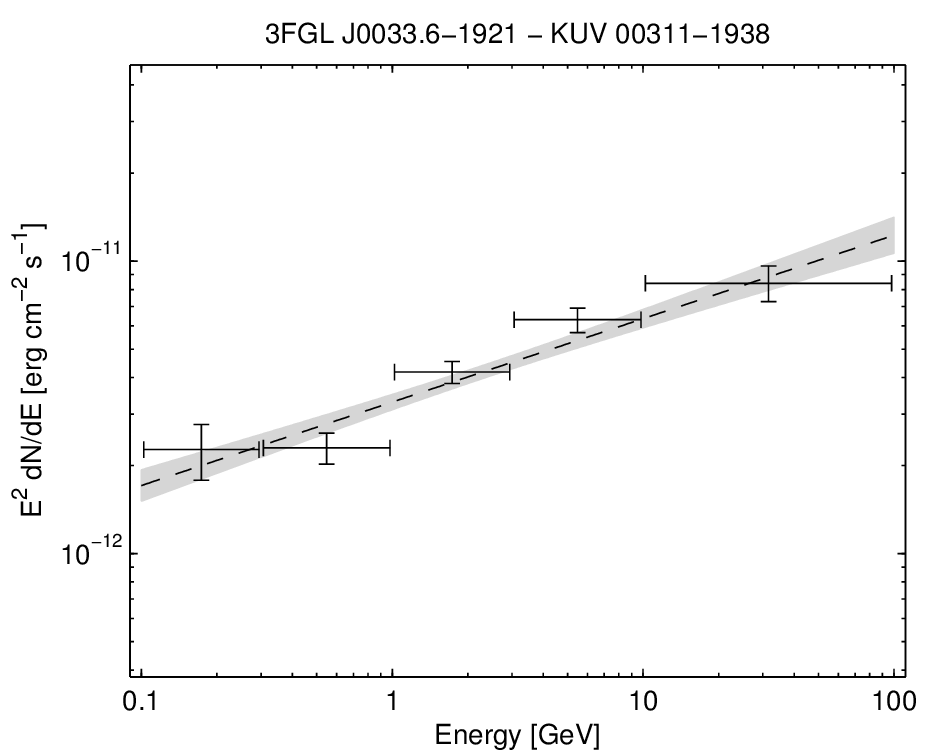 3FGL J0033.6−1921 − KUV 00311−1938
E² dN/dE [erg cm⁻² s⁻¹]
10⁻¹¹
10⁻¹²
0.1 1 10 100
Energy [GeV]